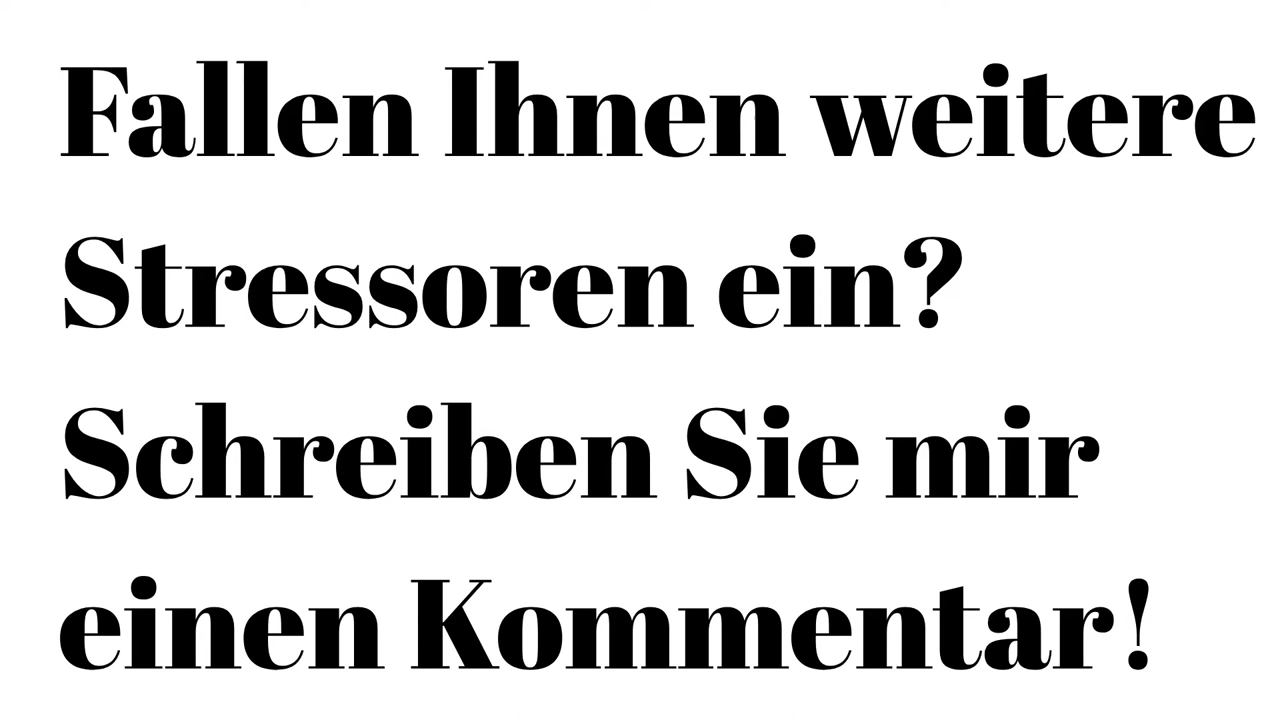 Fallen Ihnen weitere
Stressoren ein?
Schreiben Sie mir
einen Kommentar!